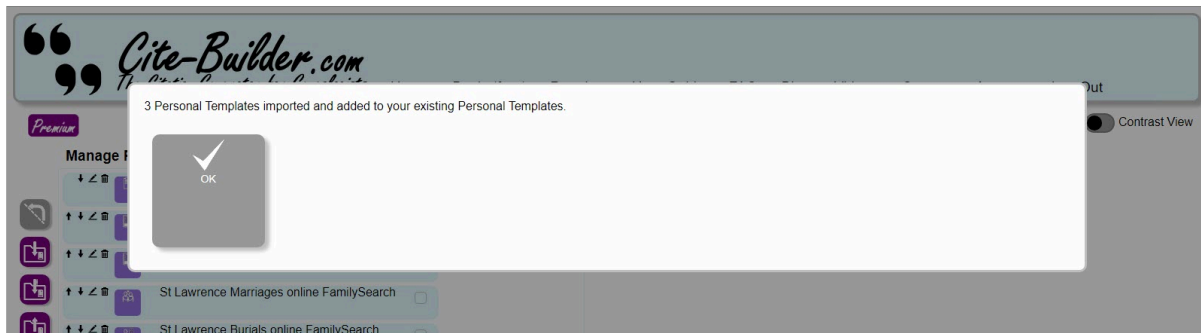 Cite-Builder.com
Out
3 Personal Templates imported and added to your existing Personal Templates.
Premium
Contrast View
Manage
OK
St Lawrence Marriages online FamilySearch
St Lawrence Burials online FamilySearch